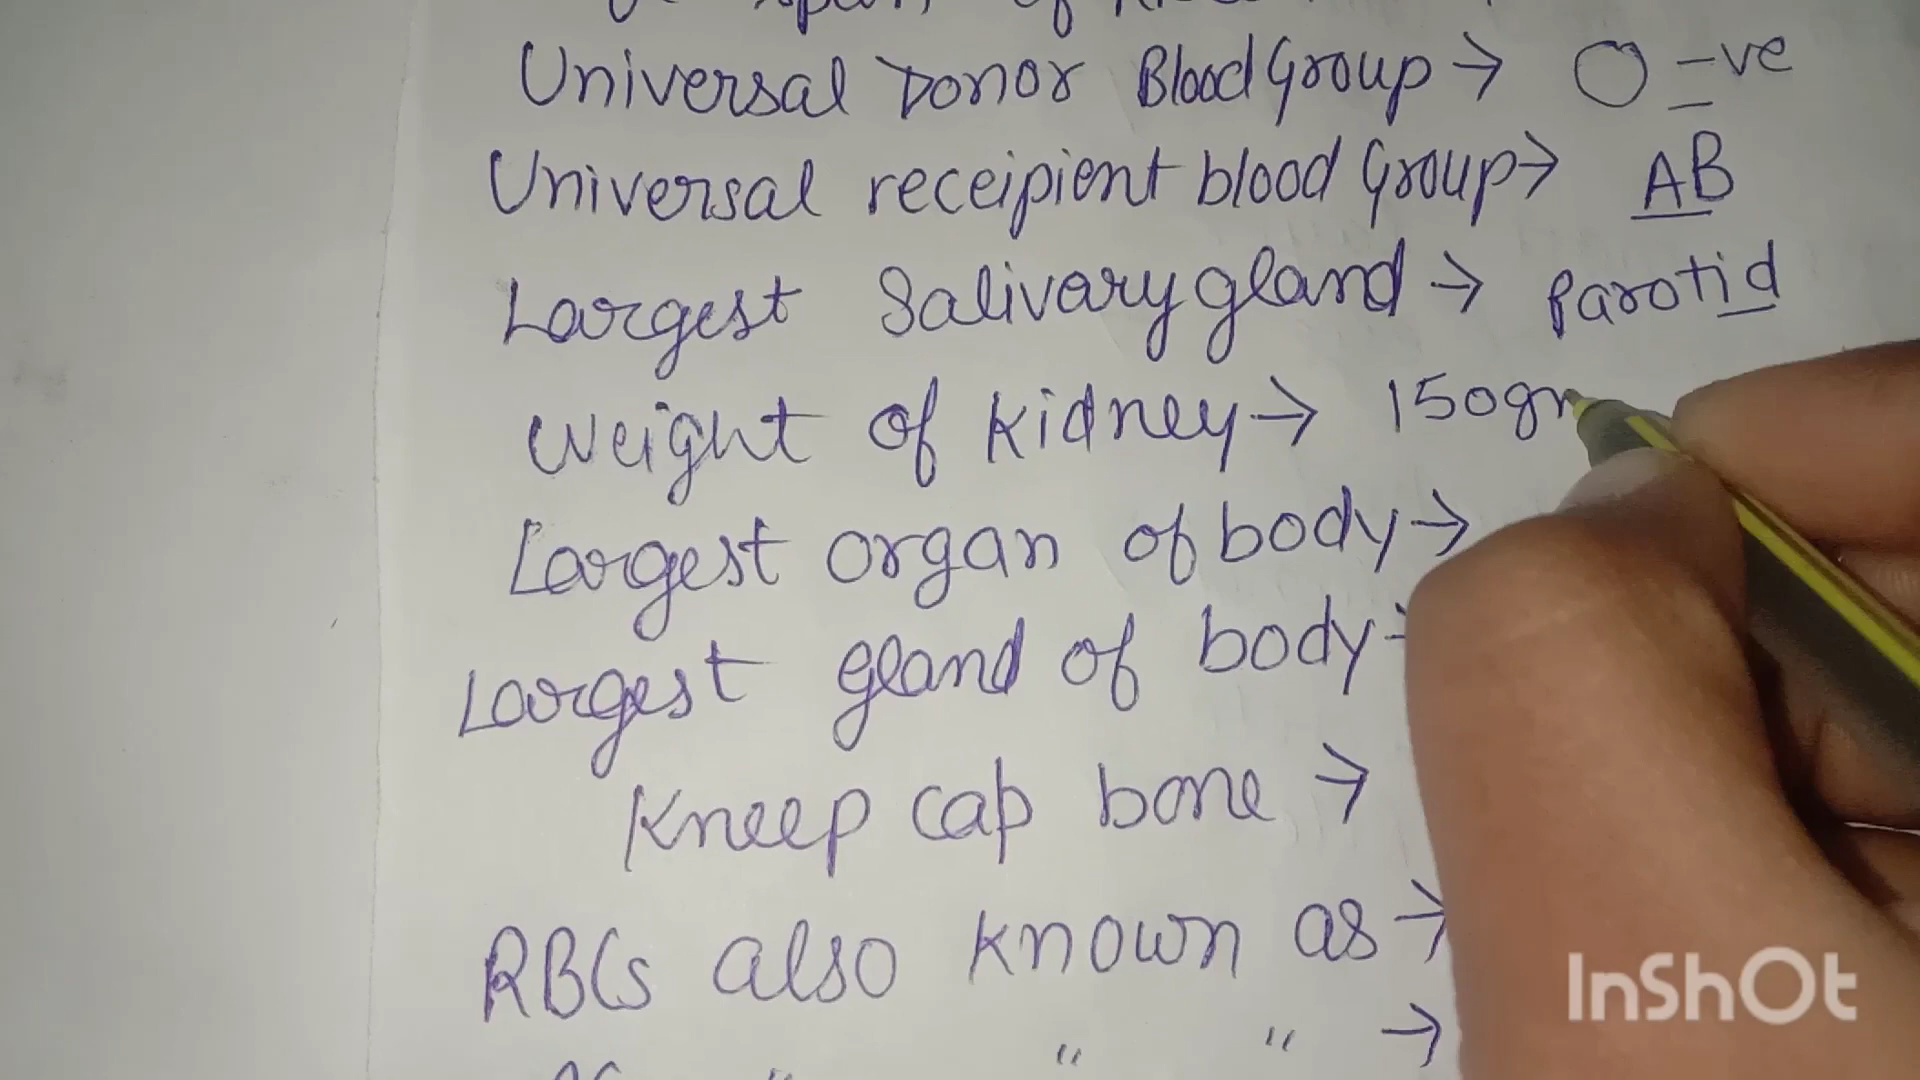 of
Universal Donor Blood Group → O -ve
Universal receipient blood Group → AB
Largest Salivary gland → Parotid
Weight of kidney → 150gm
Largest organ of body →
Largest gland of body
Kneep cap bone →
RBCs also known as →
" " " →
InShOt